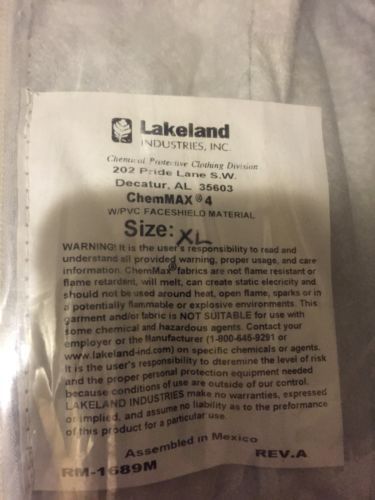 Lakeland
INDUSTRIES, INC.
Chemical Protective Clothing Division
202 Pride Lane S.W.
Decatur, AL 35603
ChemMAX® 4
W/PVC FACESHIELD MATERIAL
Size: XL
WARNING! It is the user's responsibility to read and
understand all provided warning, proper usage, and care
information. ChemMax® fabrics are not flame resistant or
flame retardant, will melt, can create static elecricity and
should not be used around heat, open flame, sparks or in
a potentially flammable or explosive environments. This
garment and/or fabric is NOT SUITABLE for use with
some chemical and hazardous agents. Contact your
employer or the Manufacturer (1-800-645-9291 or
www.lakeland-ind.com) on specific chemicals or agents.
It is the user's responsibility to dteremine the level of risk
and the proper personal protection equipment needed
because conditions of use are outside of our control.
LAKELAND INDUSTRIES make no warranties, expressed
or implied, and assume no liability as to the preformance
of this product for a particular use.
Assembled in Mexico
RM-1689M REV.A